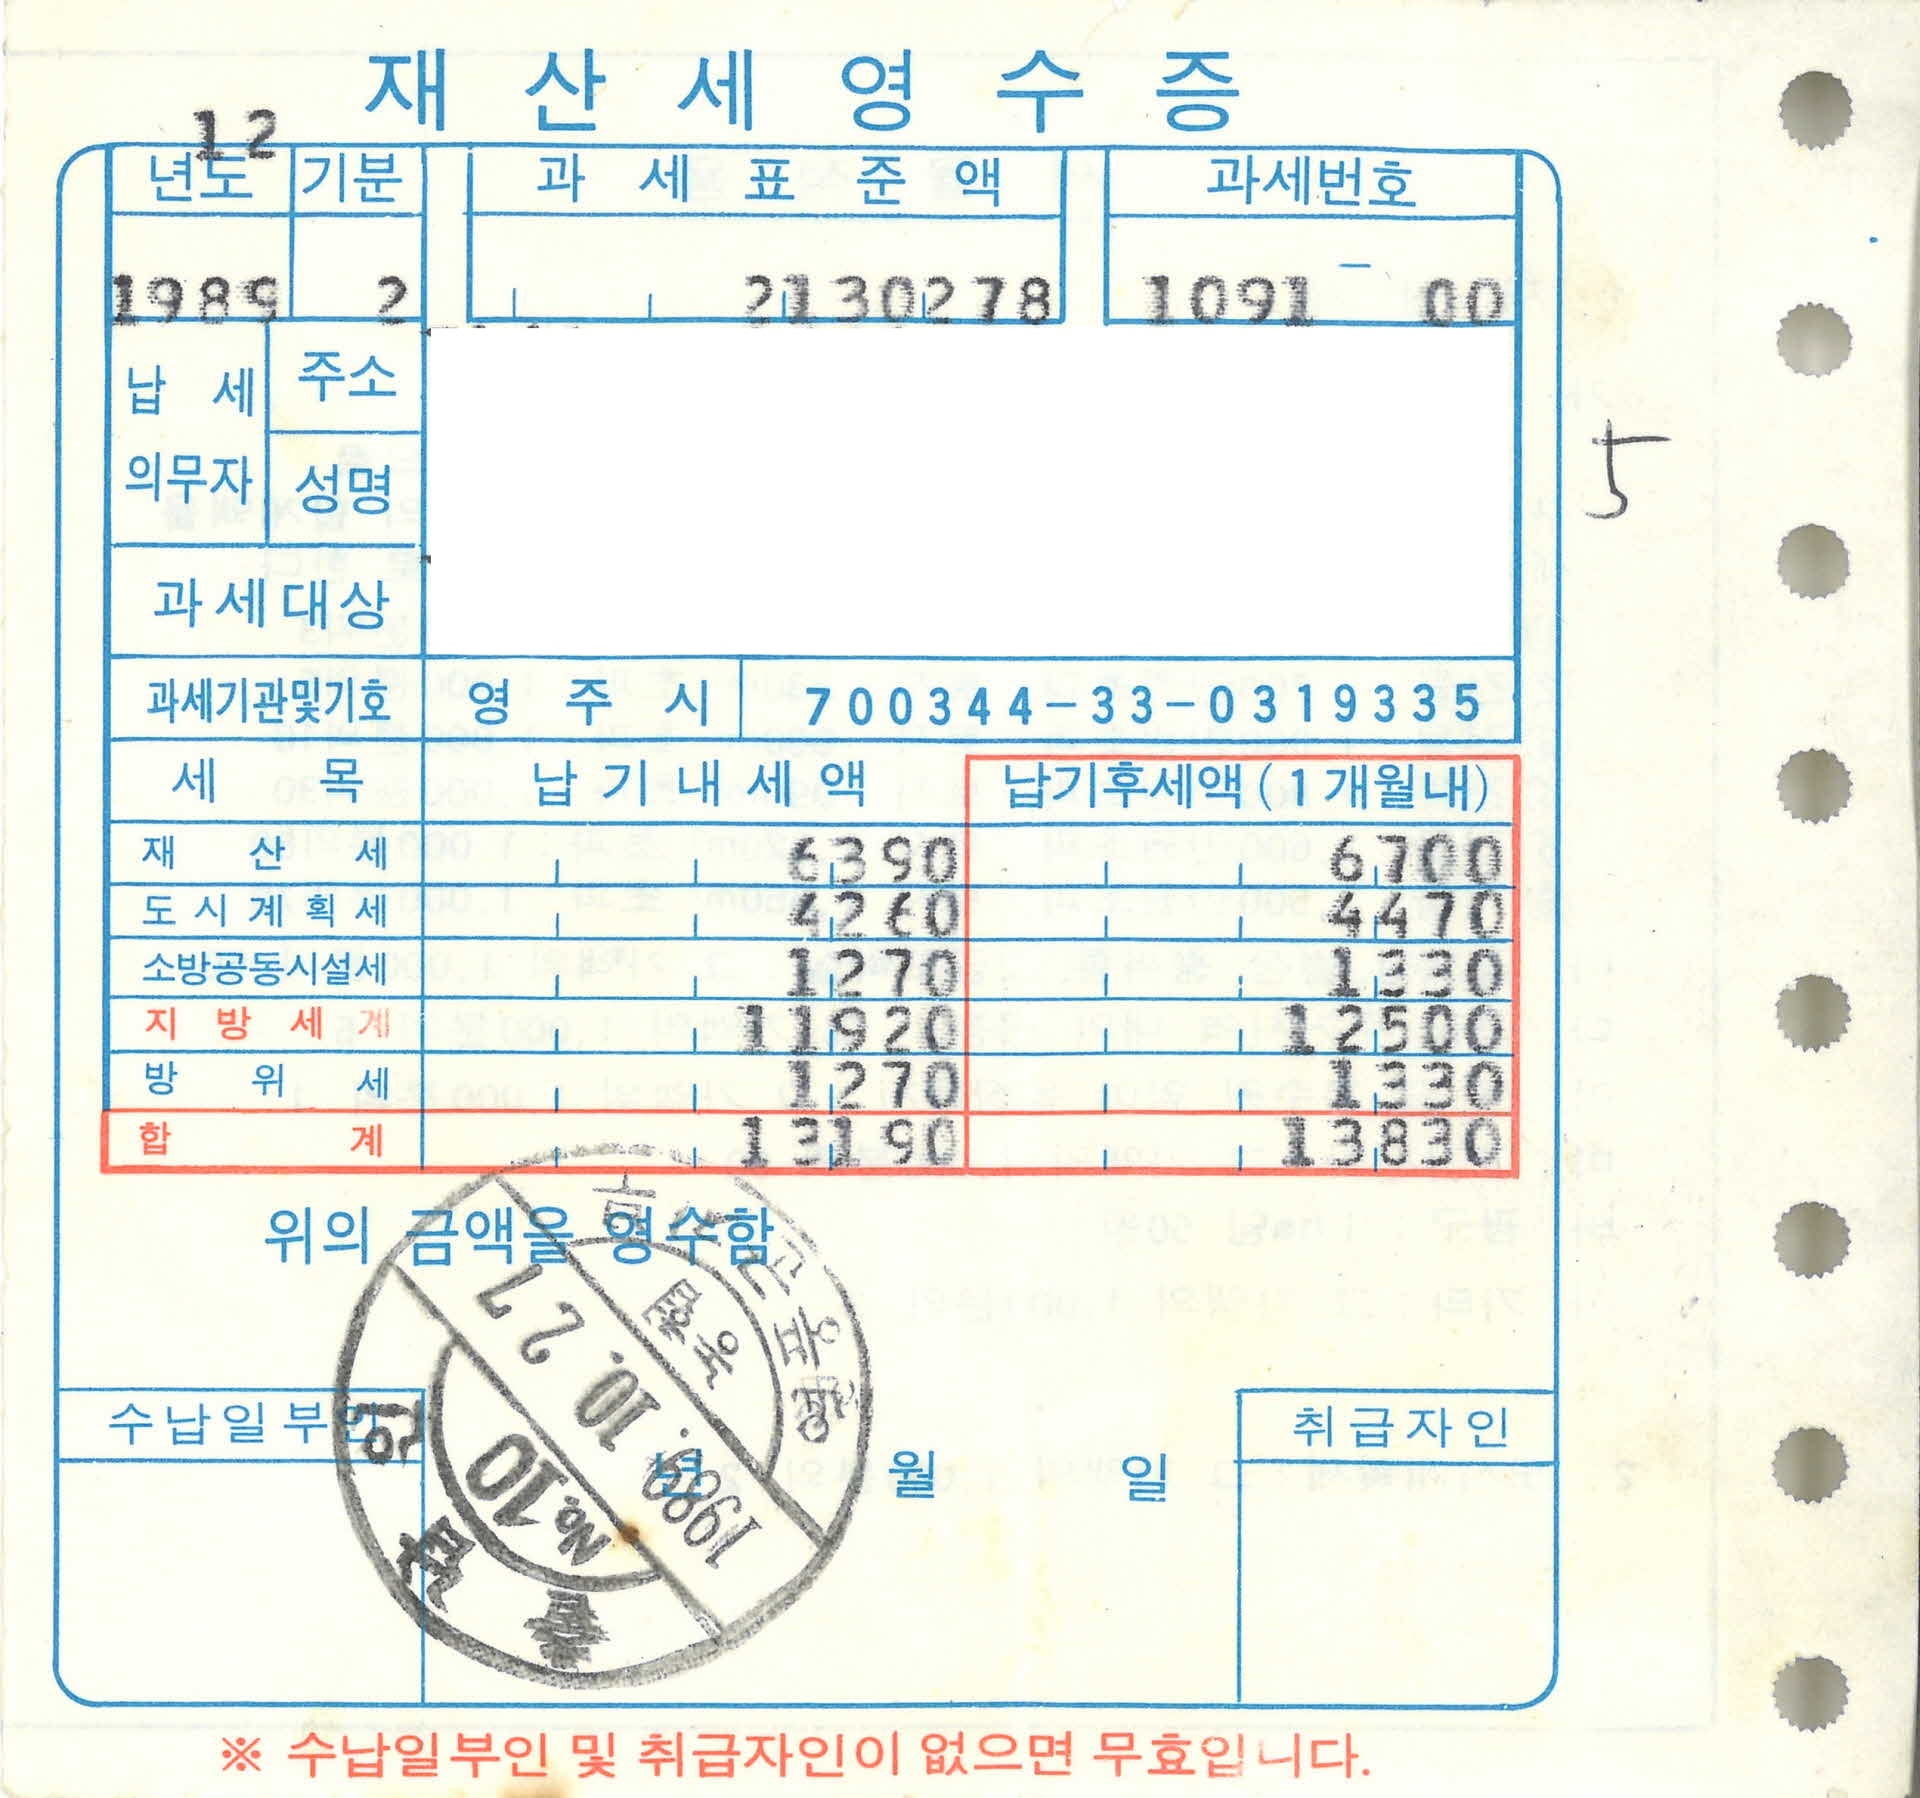 재 산 세 영 수 증
12
년도 기분 과 세 표 준 액 과세번호
1989 2 2130278 1091 - 00
납 세 의무자
주소
성명
과세대상
5
과세기관및기호 영 주 시 700344-33-0319335
세 목 납 기 내 세 액 납기후세액(1개월내)
재 산 세 6390 6700
도 시 계 획 세 4260 4470
소방공동시설세 1270 1330
지 방 세 계 11920 12500
방 위 세 1270 1330
합 계 13190 13830
위의 금액을 영수함
1989. 10. 27
No. 10
수납일부인 년 월 일 취급자인
※ 수납일부인 및 취급자인이 없으면 무효입니다.